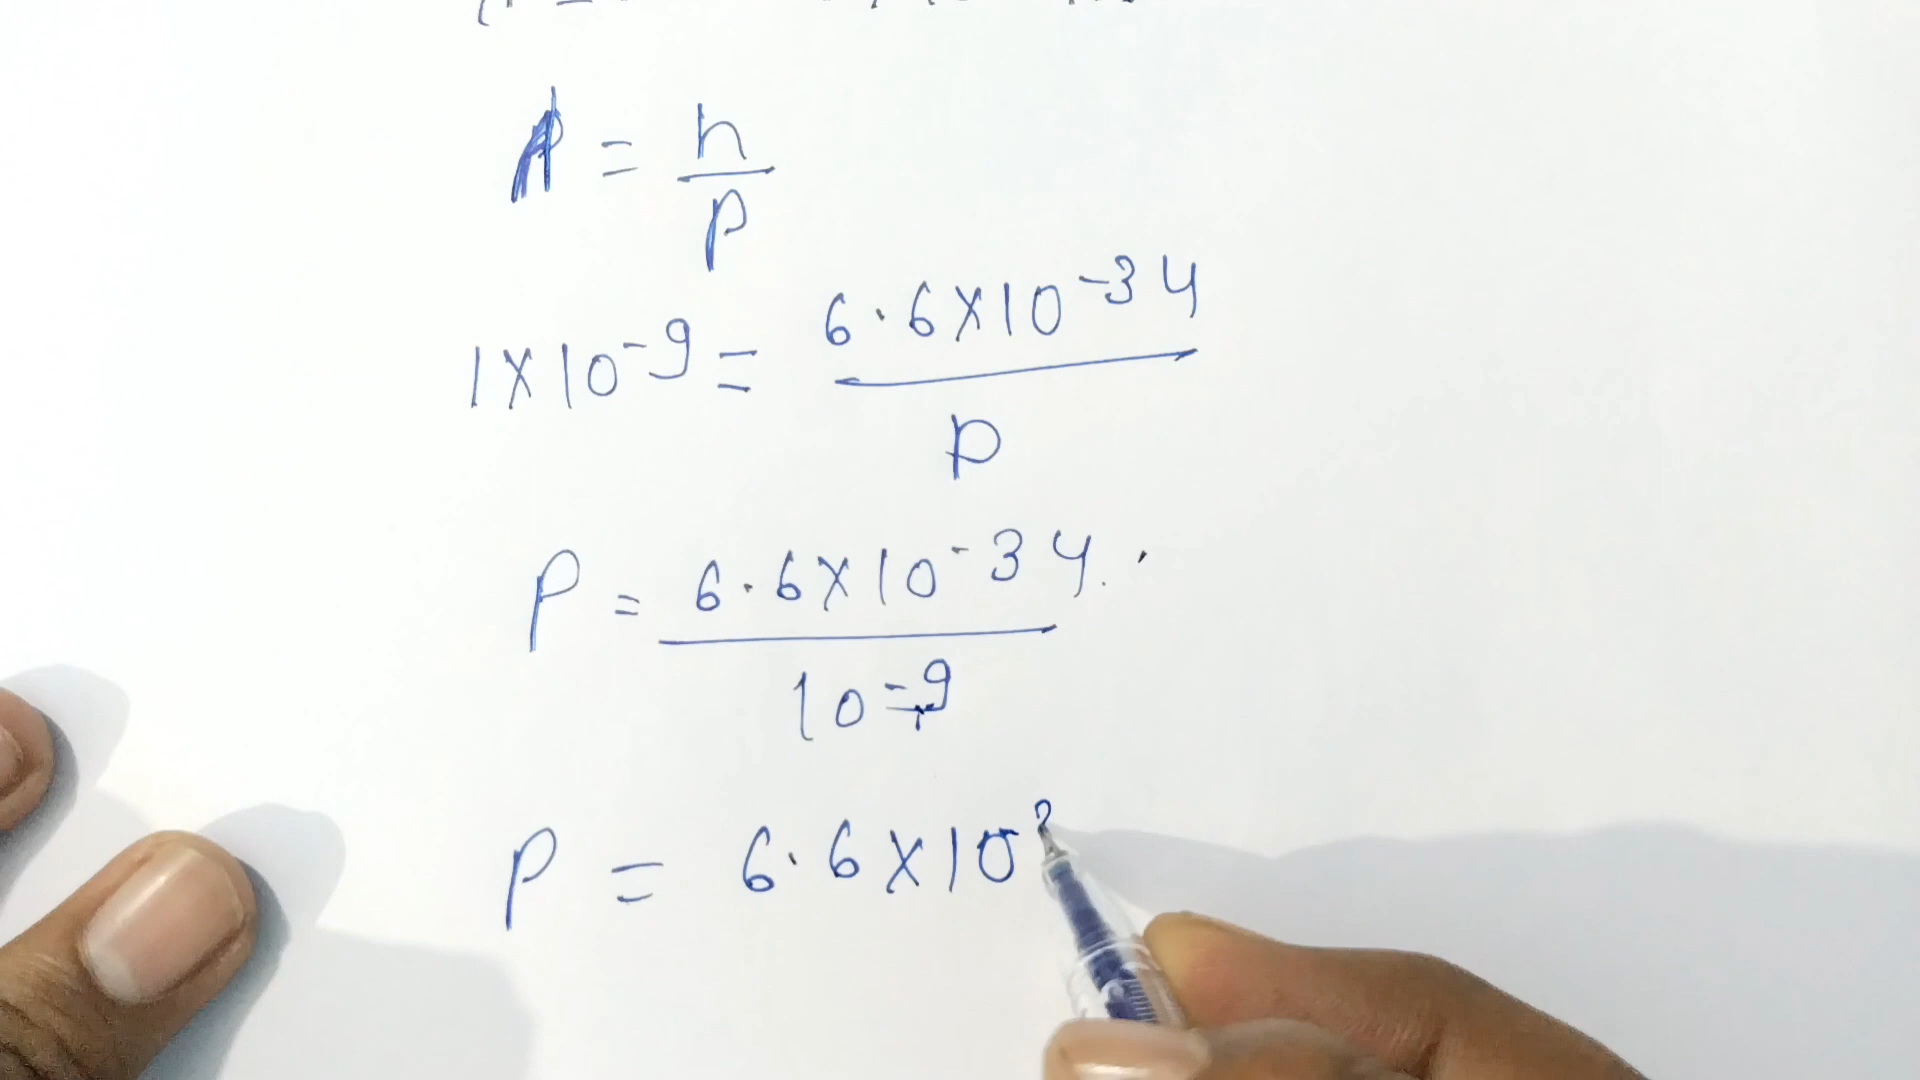 = h/p
1×10⁻⁹ = 6.6×10⁻³⁴/p
P = 6.6×10⁻³⁴/10⁻⁹
P = 6.6×10